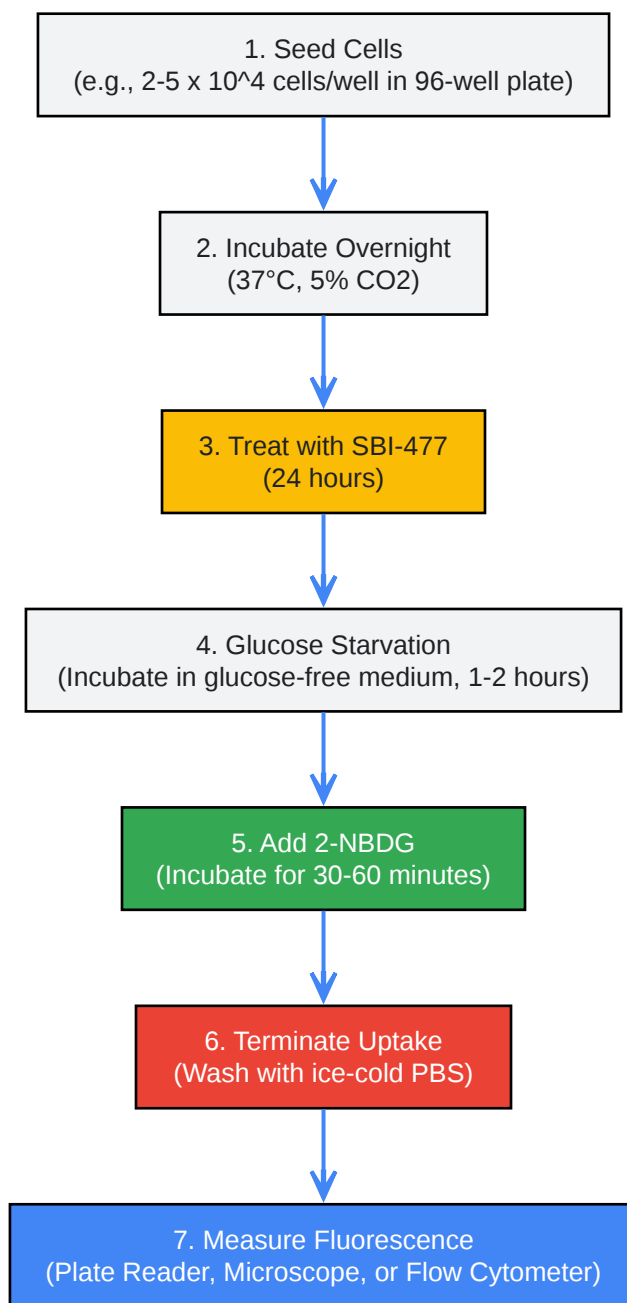 1. Seed Cells
(e.g., 2-5 x 10^4 cells/well in 96-well plate)
2. Incubate Overnight
(37°C, 5% CO2)
3. Treat with SBI-477
(24 hours)
4. Glucose Starvation
(Incubate in glucose-free medium, 1-2 hours)
5. Add 2-NBDG
(Incubate for 30-60 minutes)
6. Terminate Uptake
(Wash with ice-cold PBS)
7. Measure Fluorescence
(Plate Reader, Microscope, or Flow Cytometer)